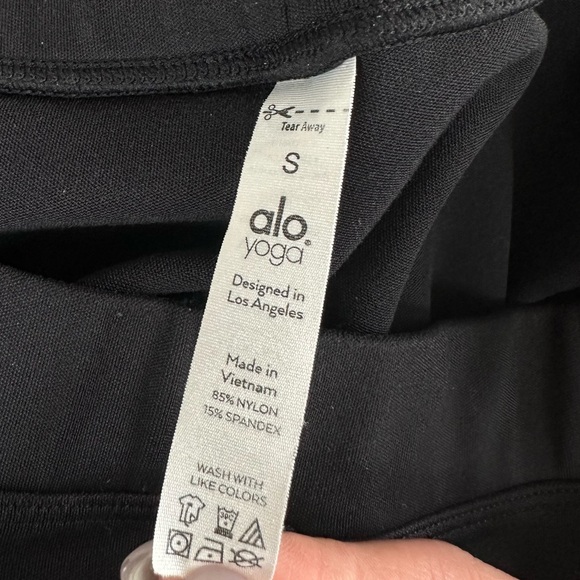 Tear Away
S
alo
yoga
Designed in
Los Angeles
Made in
Vietnam
85% NYLON
15% SPANDEX
WASH WITH
LIKE COLORS